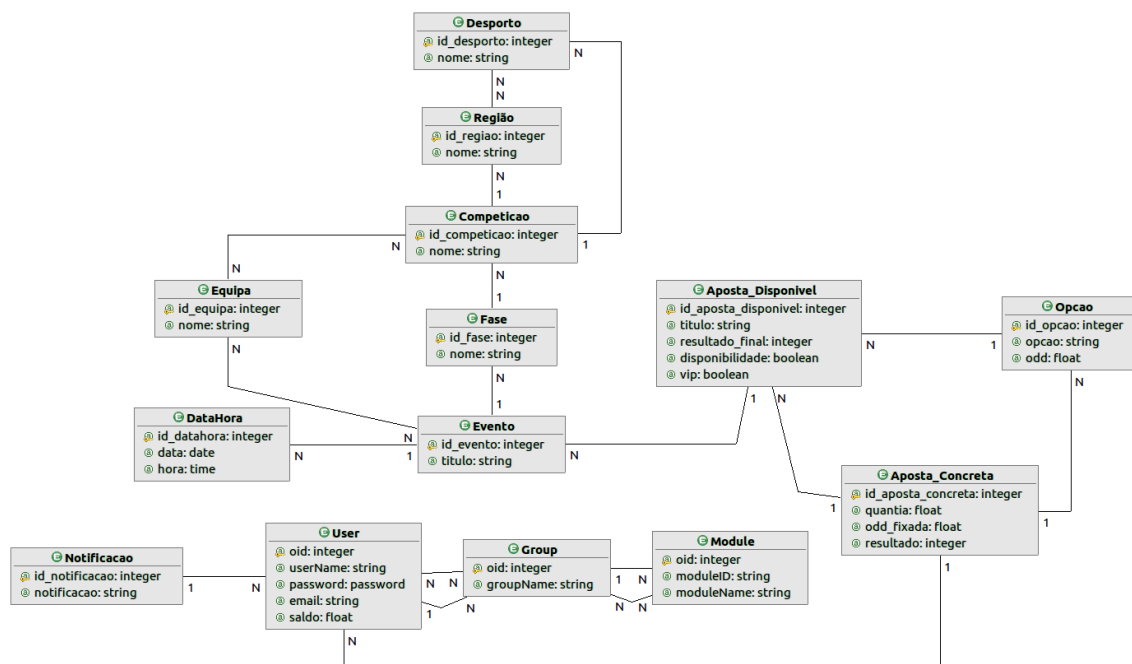 Desporto
id_desporto: integer
nome: string
N
N
N
N
Região
id_regiao: integer
nome: string
N
1
Competicao
id_competicao: integer
nome: string
N
1
N
N
1
Equipa
id_equipa: integer
nome: string
N
Fase
id_fase: integer
nome: string
N
1
Aposta_Disponivel
id_aposta_disponivel: integer
titulo: string
resultado_final: integer
disponibilidade: boolean
vip: boolean
N
1
1
N
Opcao
id_opcao: integer
opcao: string
odd: float
N
DataHora
id_datahora: integer
data: date
hora: time
N
N
1
Evento
id_evento: integer
titulo: string
N
Aposta_Concreta
id_aposta_concreta: integer
quantia: float
odd_fixada: float
resultado: integer
1
1
1
Notificacao
id_notificacao: integer
notificacao: string
1
N
User
oid: integer
userName: string
password: password
email: string
saldo: float
N
N
1
N
N
Group
oid: integer
groupName: string
1
N
N
N
Module
oid: integer
moduleID: string
moduleName: string